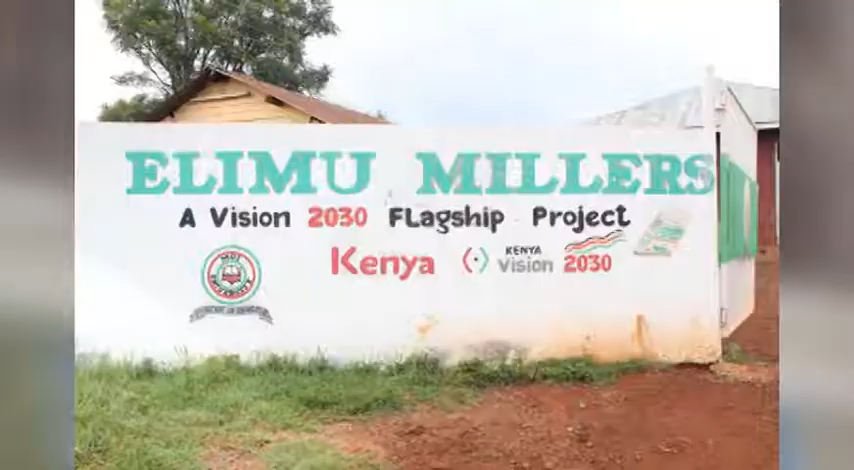 ELIMU MILLERS
A Vision 2030 Flagship Project
Kenya KENYA Vision 2030